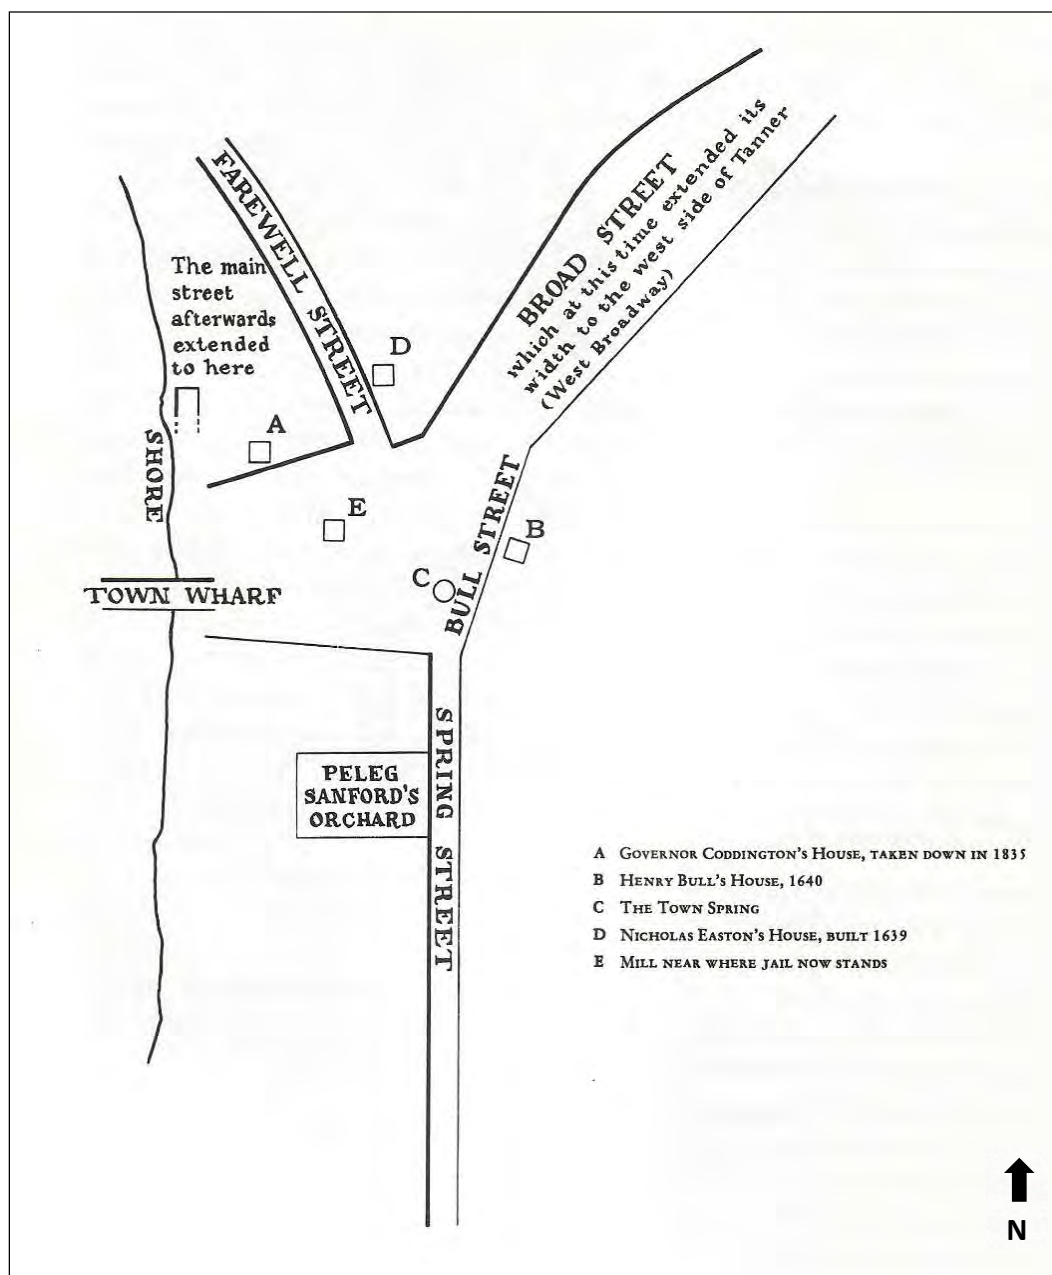 FAREWELL STREET
BROAD STREET
which at this time extended its
width to the west side of Tanner
(West Broadway)
The main
street
afterwards
extended
to here
D
A
SHORE
E
BULL STREET
B
C
TOWN WHARF
SPRING STREET
PELEG
SANFORD'S
ORCHARD
A GOVERNOR CODDINGTON'S HOUSE, TAKEN DOWN IN 1835
B HENRY BULL'S HOUSE, 1640
C THE TOWN SPRING
D NICHOLAS EASTON'S HOUSE, BUILT 1639
E MILL NEAR WHERE JAIL NOW STANDS
N